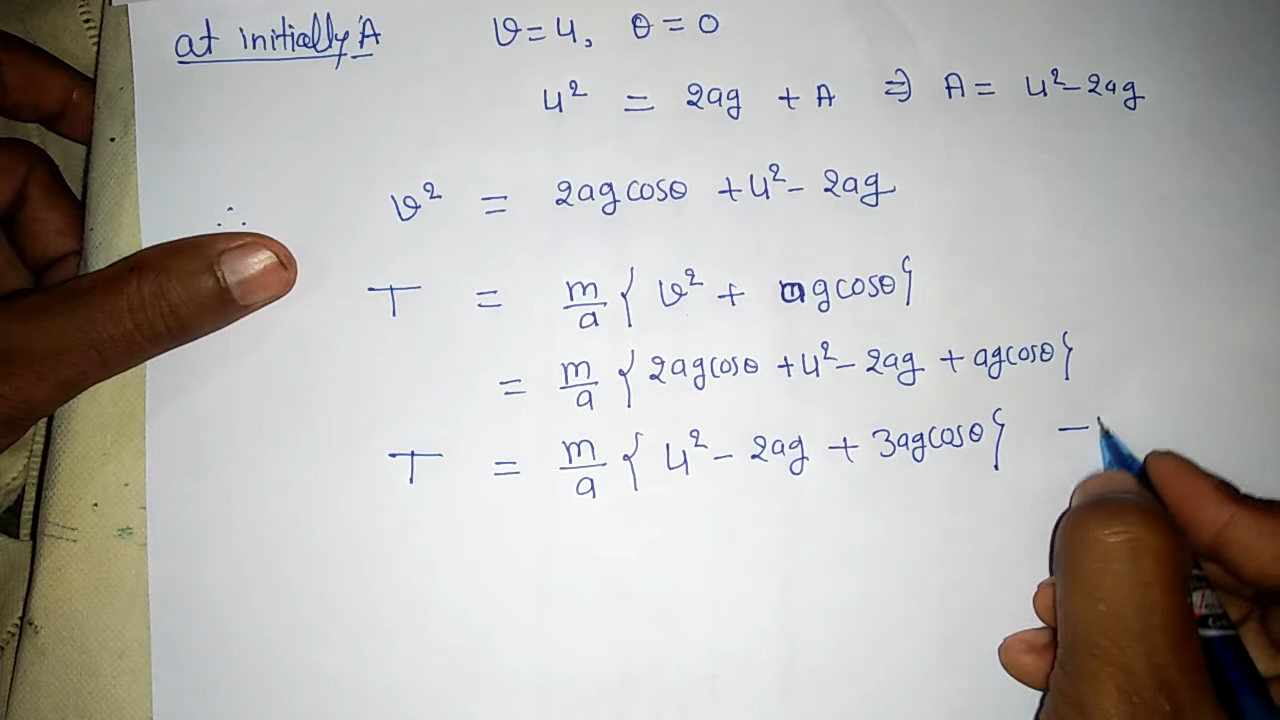 at initially 'A' v = u, θ = 0
u² = 2ag + A ⇒ A = u² - 2ag
∴ v² = 2ag cosθ + u² - 2ag
T = m/a { v² + ag cosθ }
= m/a { 2ag cosθ + u² - 2ag + ag cosθ }
T = m/a { u² - 2ag + 3ag cosθ } —